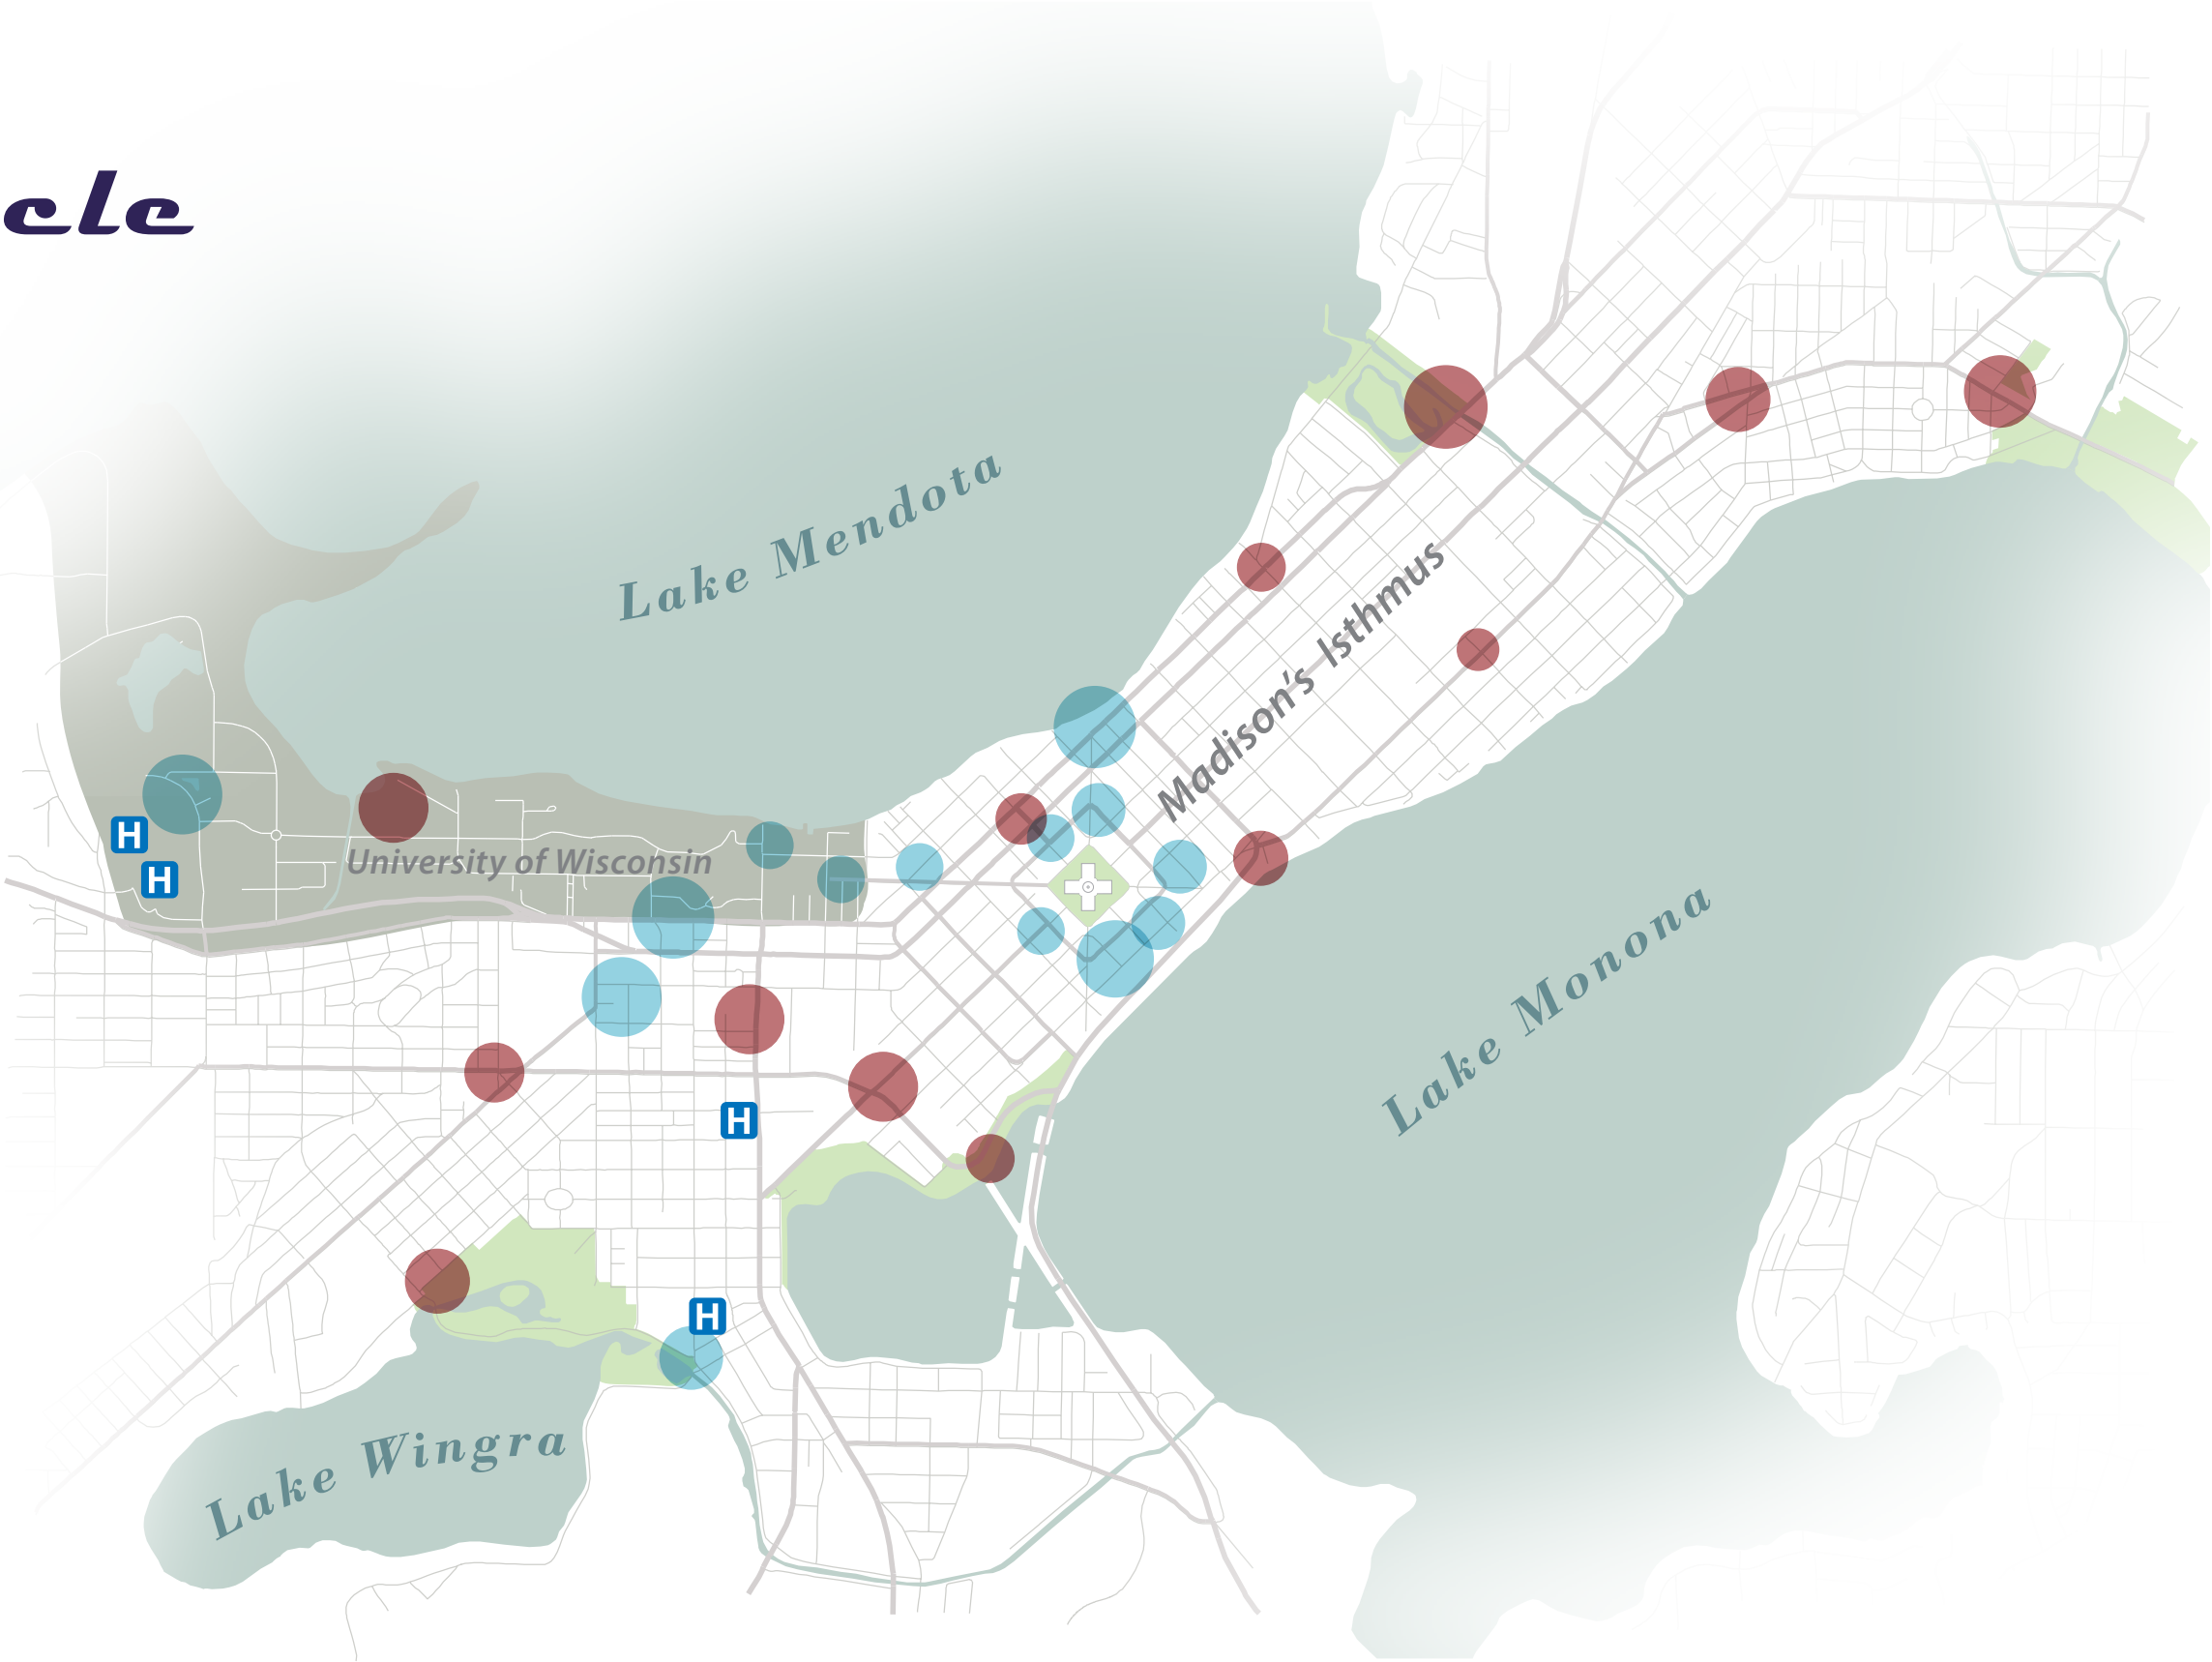 cle
Lake Mendota
Madison's Isthmus
H
H
University of Wisconsin
Lake Monona
H
H
Lake Wingra